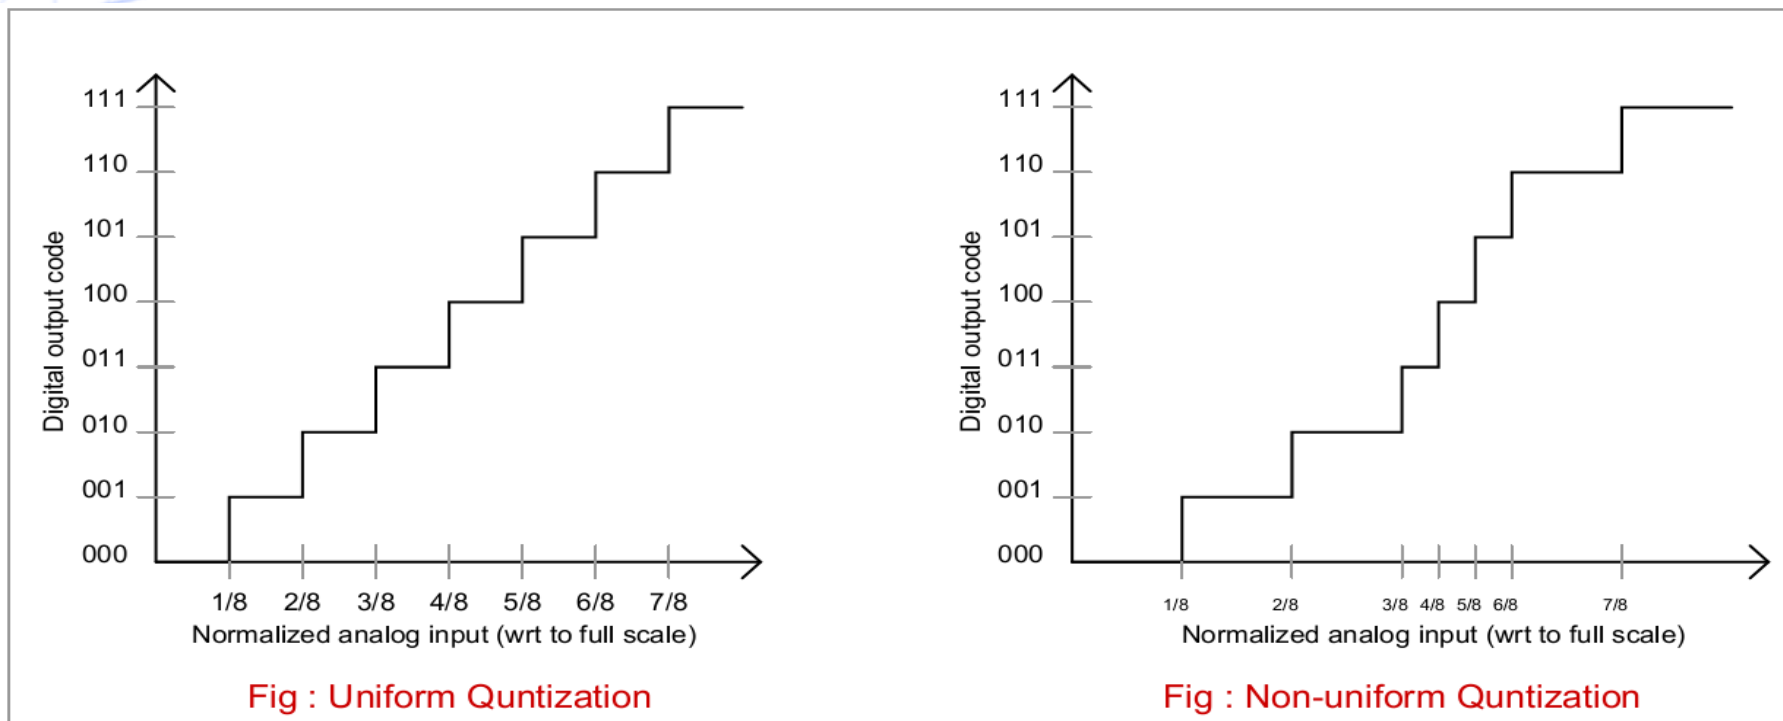 111
110
101
100
011
010
001
000
Digital output code
1/8 2/8 3/8 4/8 5/8 6/8 7/8
Normalized analog input (wrt to full scale)
Fig : Uniform Quntization
111
110
101
100
011
010
001
000
Digital output code
1/8 2/8 3/8 4/8 5/8 6/8 7/8
Normalized analog input (wrt to full scale)
Fig : Non-uniform Quntization